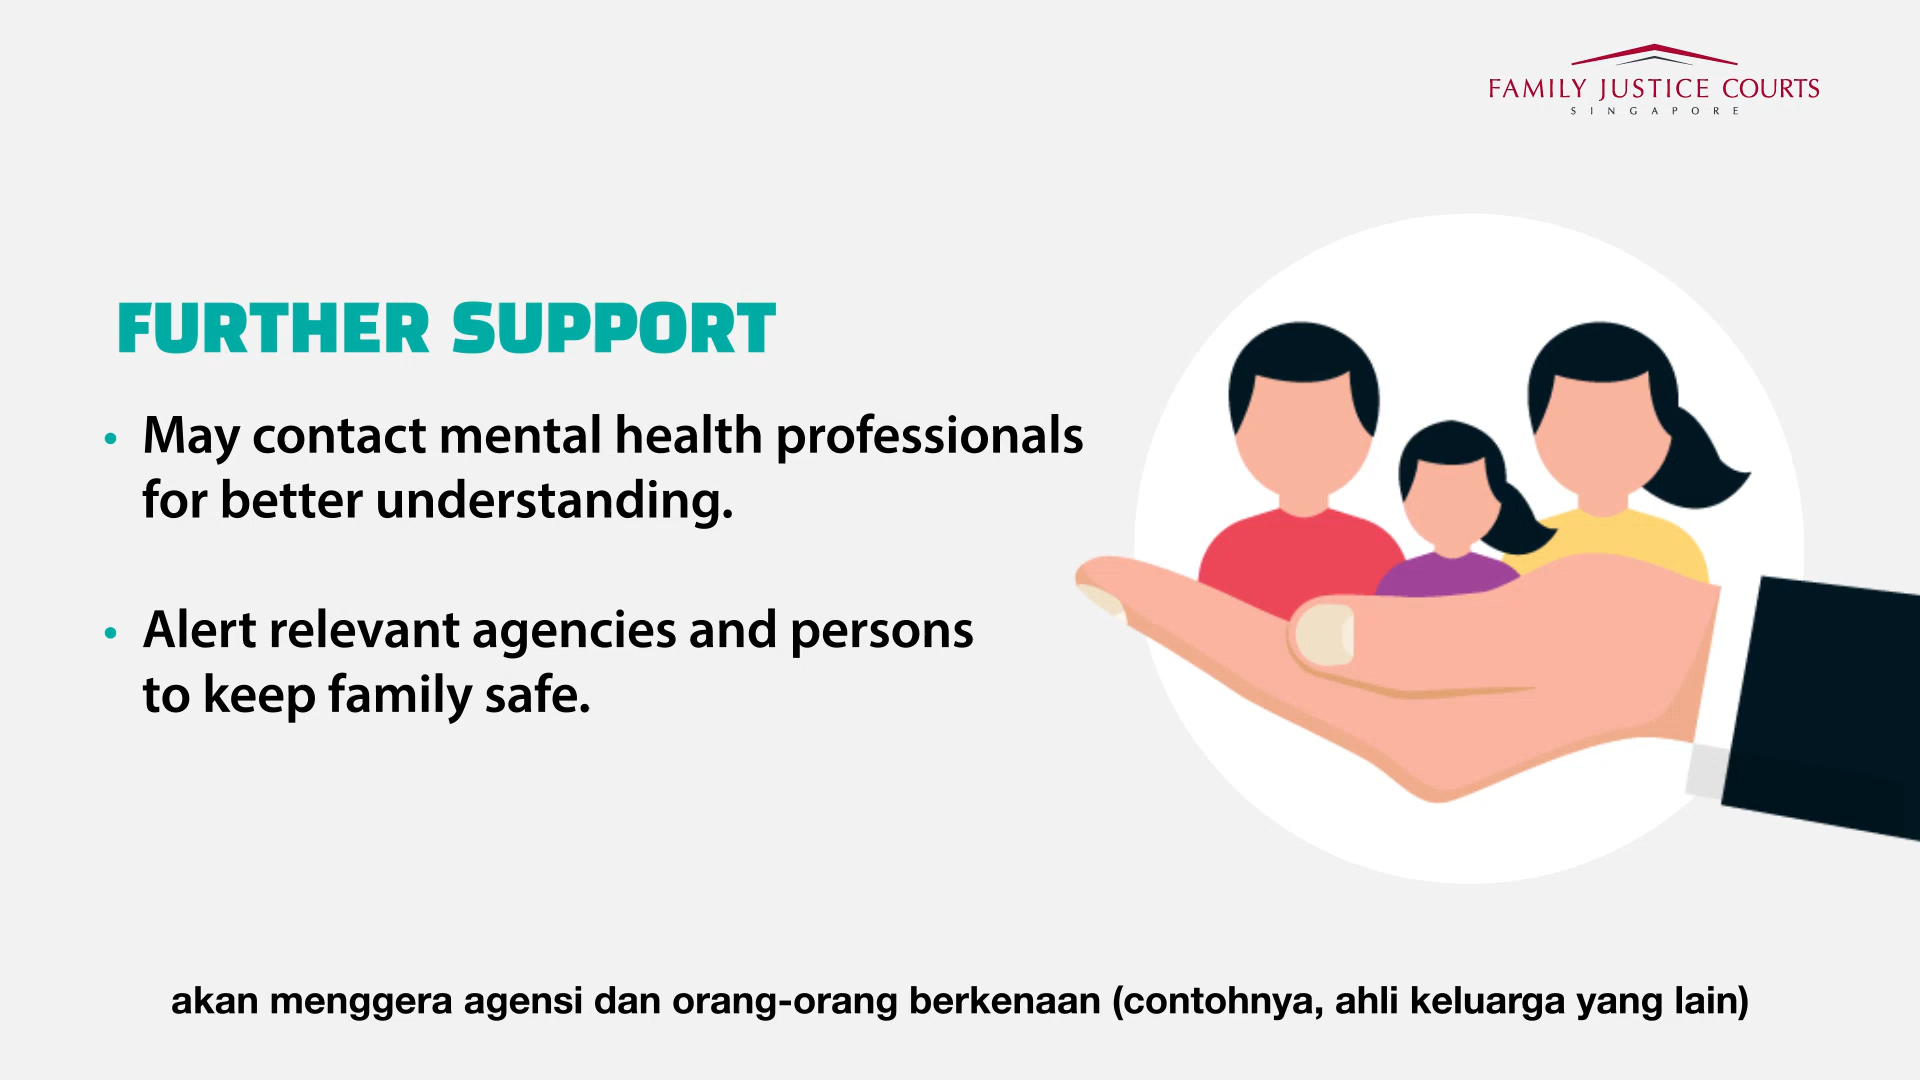 FAMILY JUSTICE COURTS
SINGAPORE
FURTHER SUPPORT
• May contact mental health professionals
for better understanding.
• Alert relevant agencies and persons
to keep family safe.
akan menggera agensi dan orang-orang berkenaan (contohnya, ahli keluarga yang lain)